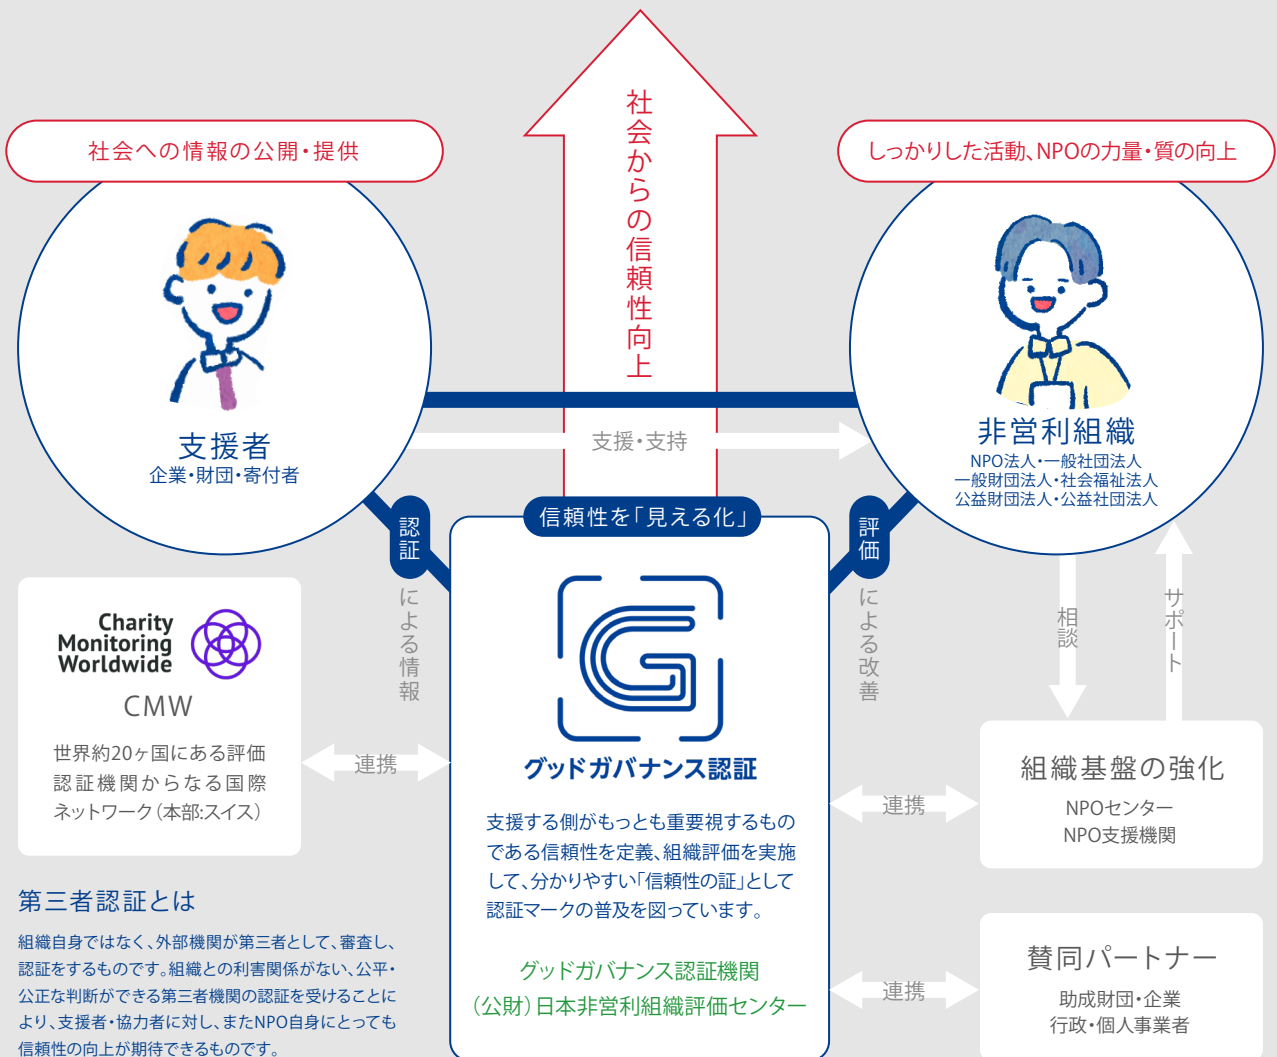 社会からの信頼性向上
社会への情報の公開・提供
しっかりした活動、NPOの力量・質の向上
支援者
企業・財団・寄付者
支援・支持
非営利組織
NPO法人・一般社団法人
一般財団法人・社会福祉法人
公益財団法人・公益社団法人
認証
による情報
信頼性を「見える化」
評価
による改善
相談
サポート
Charity
Monitoring
Worldwide
CMW
世界約20ヶ国にある評価
認証機関からなる国際
ネットワーク（本部:スイス）
連携
G
グッドガバナンス認証
支援する側がもっとも重要視するもの
である信頼性を定義、組織評価を実施
して、分かりやすい「信頼性の証」として
認証マークの普及を図っています。
グッドガバナンス認証機関
（公財）日本非営利組織評価センター
連携
組織基盤の強化
NPOセンター
NPO支援機関
連携
賛同パートナー
助成財団・企業
行政・個人事業者
第三者認証とは
組織自身ではなく、外部機関が第三者として、審査し、
認証をするものです。組織との利害関係がない、公平・
公正な判断ができる第三者機関の認証を受けることに
より、支援者・協力者に対し、またNPO自身にとっても
信頼性の向上が期待できるものです。